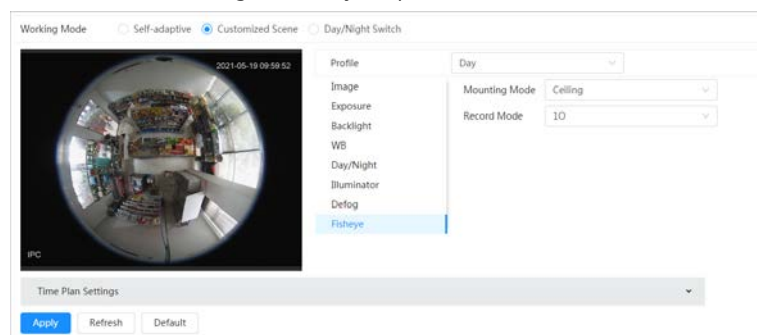 Working Mode Self-adaptive Customized Scene Day/Night Switch
2021-05-19 09:59:52
IPC
Profile Day
Image
Exposure
Backlight
WB
Day/Night
Illuminator
Defog
Fisheye
Mounting Mode Ceiling
Record Mode 1O
Time Plan Settings
Apply Refresh Default